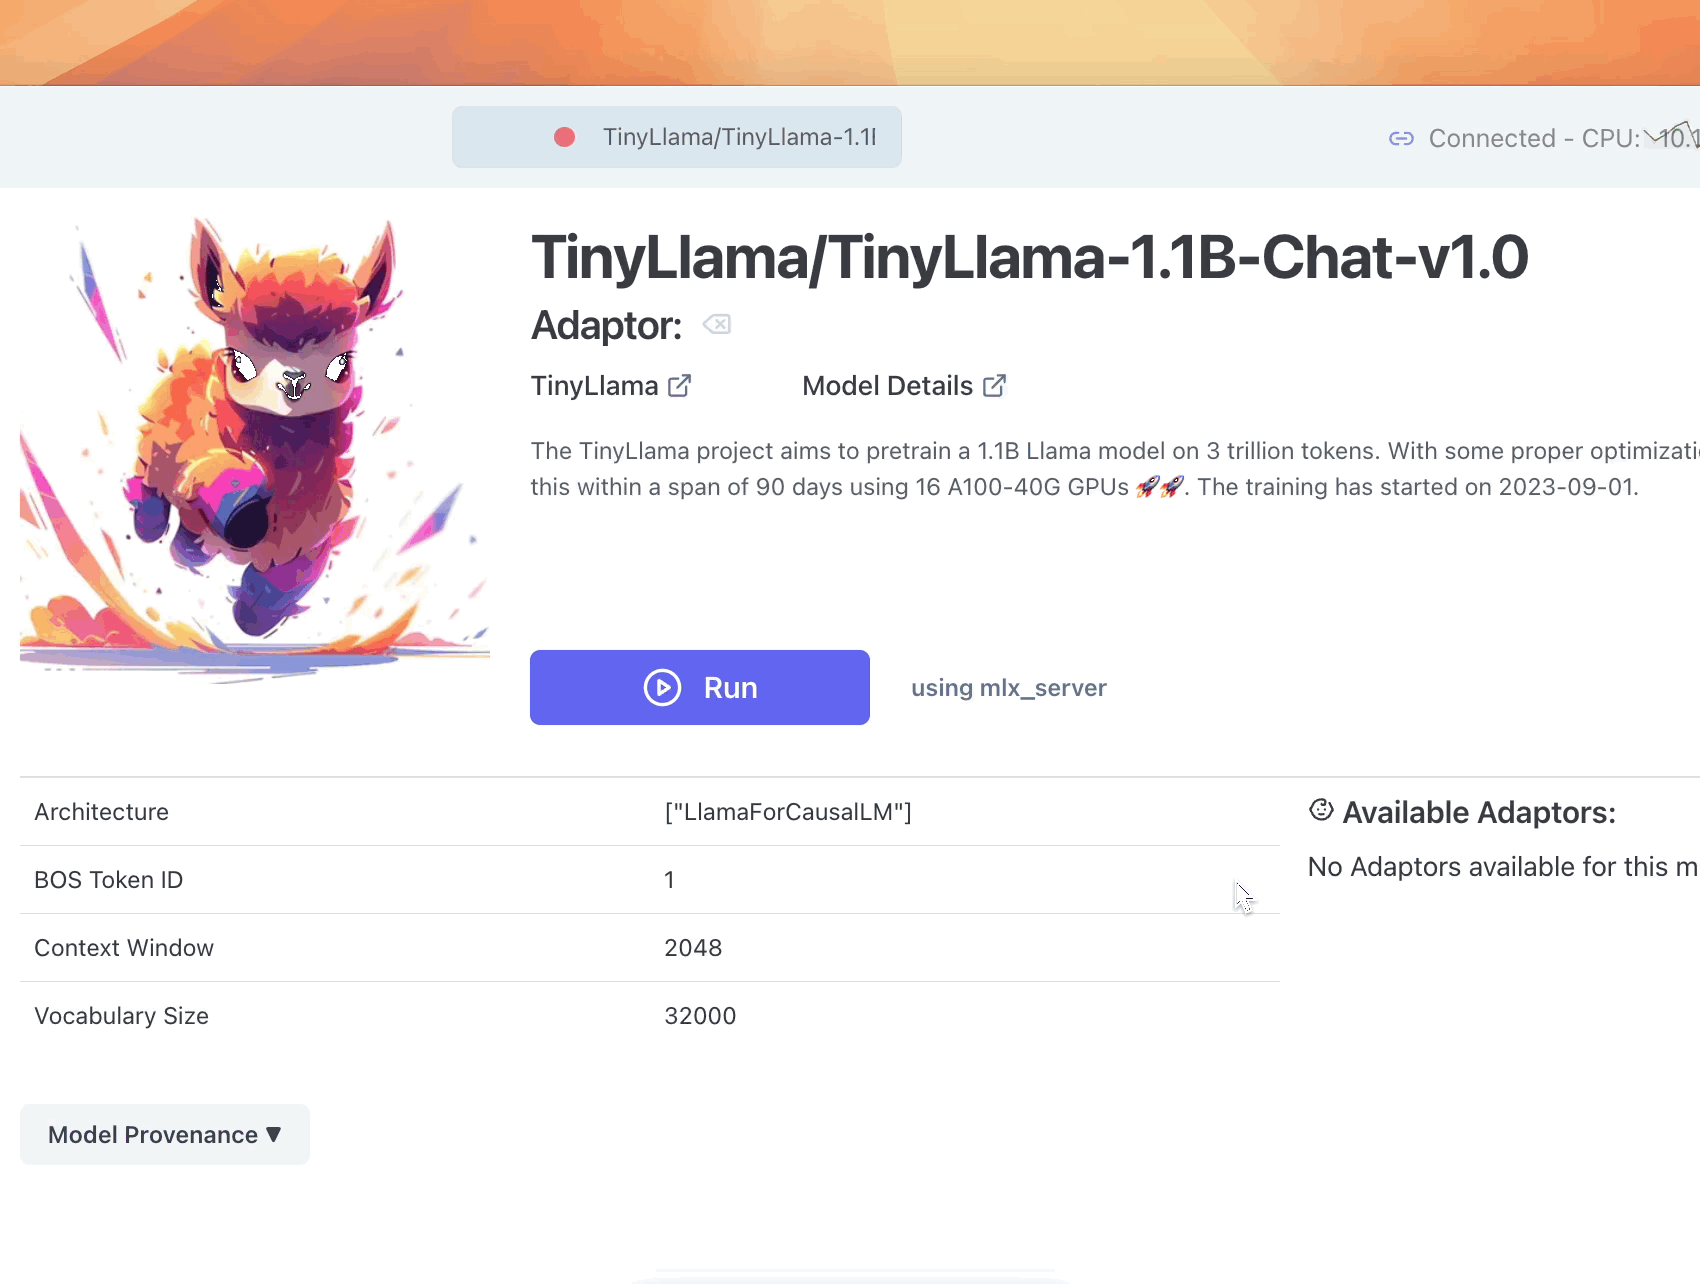 TinyLlama/TinyLlama-1.1
Connected - CPU: 10.1
TinyLlama/TinyLlama-1.1B-Chat-v1.0
Adaptor:
TinyLlama
Model Details
The TinyLlama project aims to pretrain a 1.1B Llama model on 3 trillion tokens. With some proper
this within a span of 90 days using 16 A100-40G GPUs 🚀🚀. The training has started on 2023-09-01.
Run
using mlx_server
Architecture ["LlamaForCausalLM"]
BOS Token ID 1
Context Window 2048
Vocabulary Size 32000
Available Adaptors:
No Adaptors available for this
Model Provenance ▼